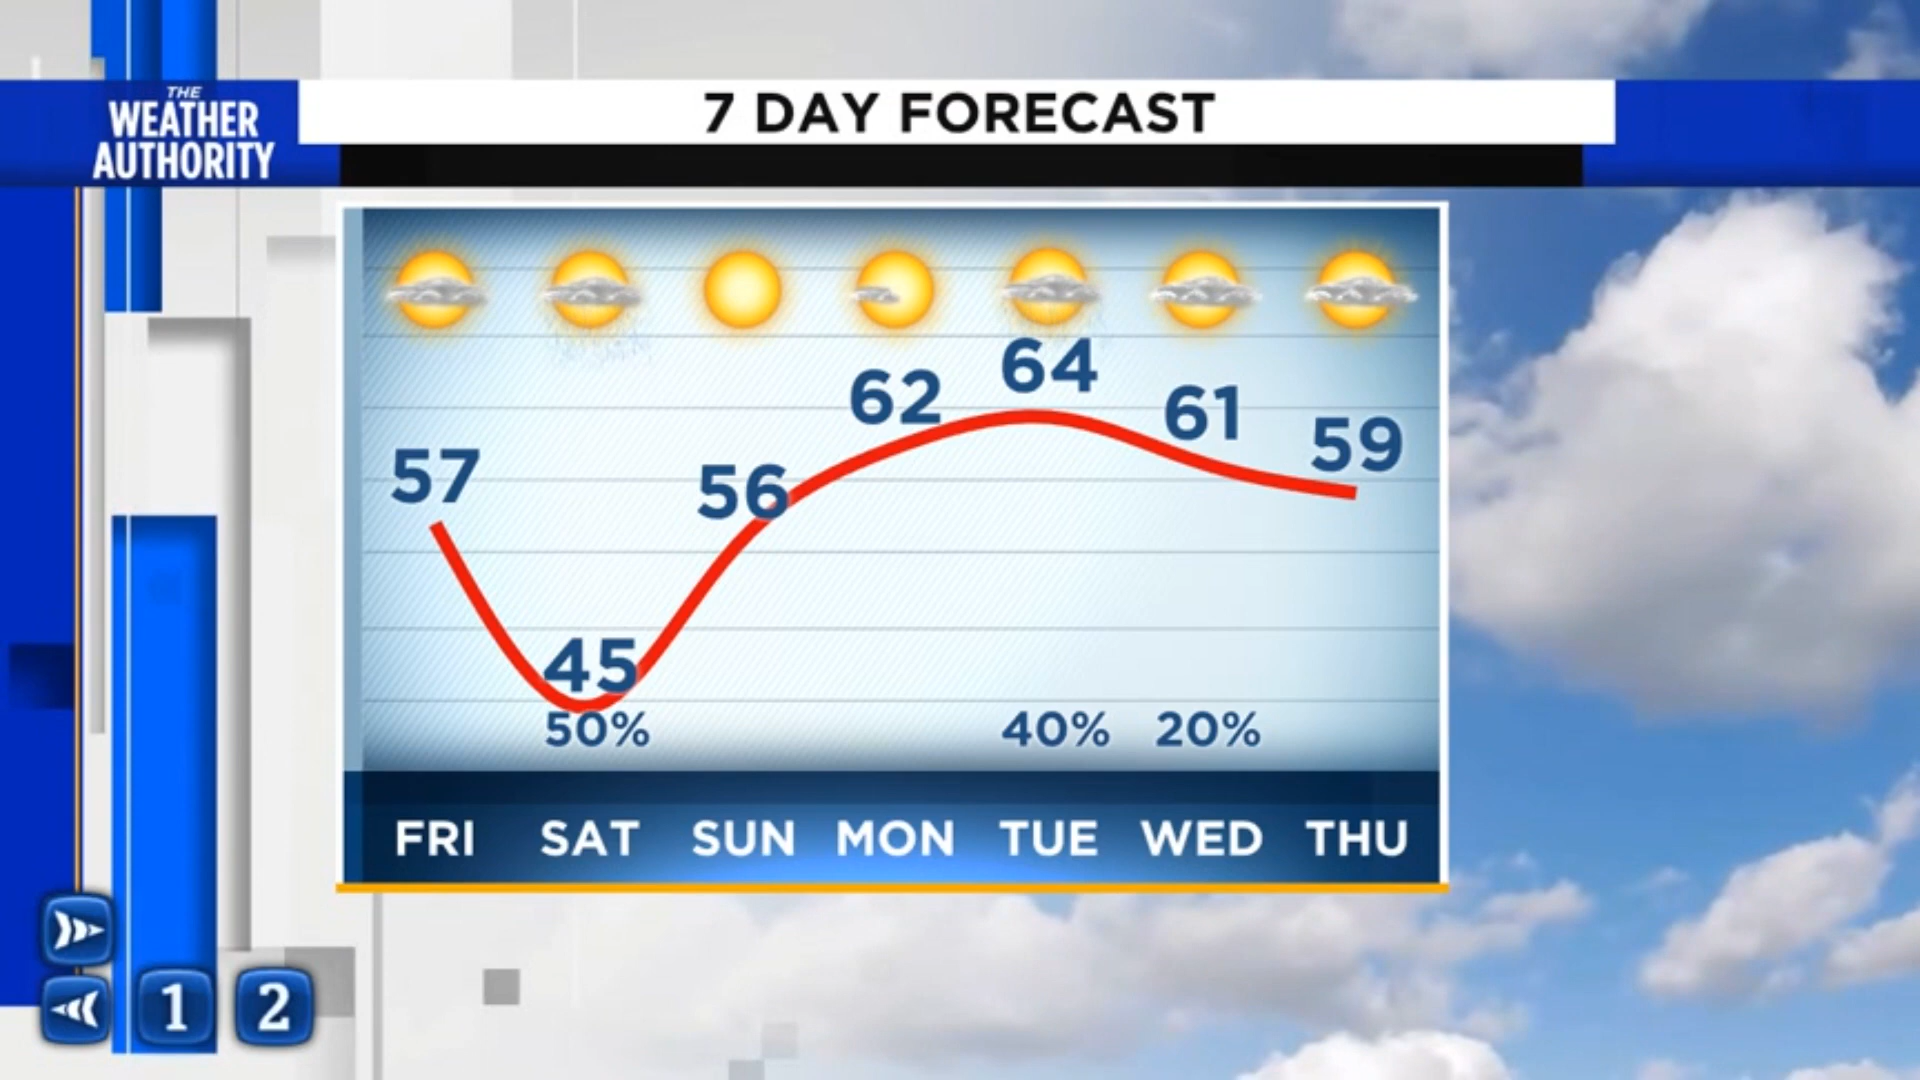 THE
WEATHER
AUTHORITY
7 DAY FORECAST
57 45 56 62 64 61 59
50% 40% 20%
FRI SAT SUN MON TUE WED THU
1 2